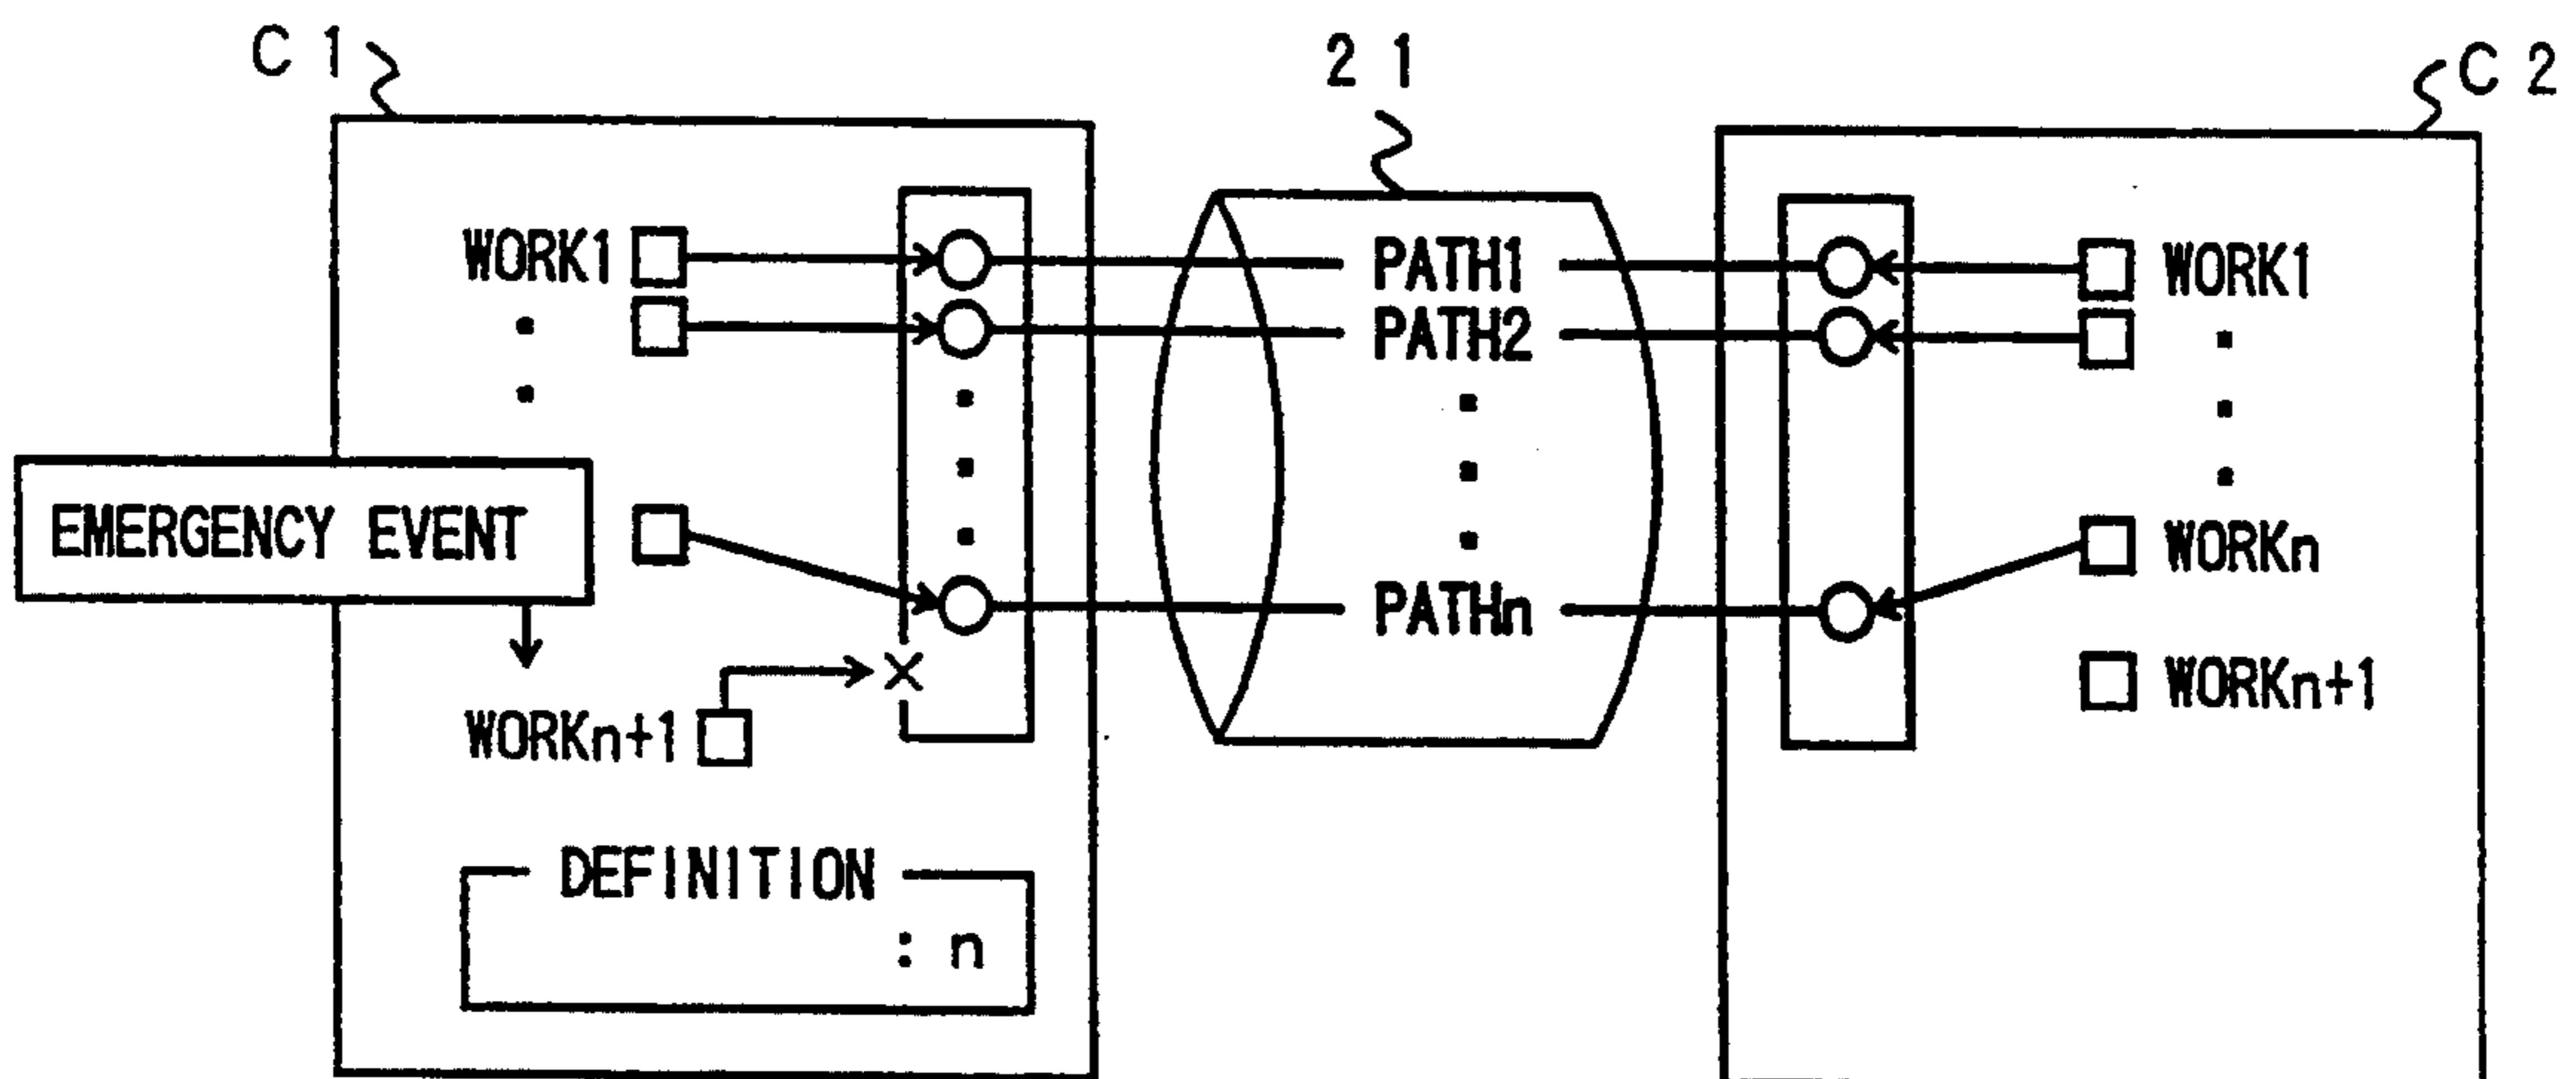 C 1
2 1
C 2
WORK1
PATH1
WORK1
PATH2
EMERGENCY EVENT
WORKn
PATHn
WORKn+1
WORKn+1
DEFINITION
: n